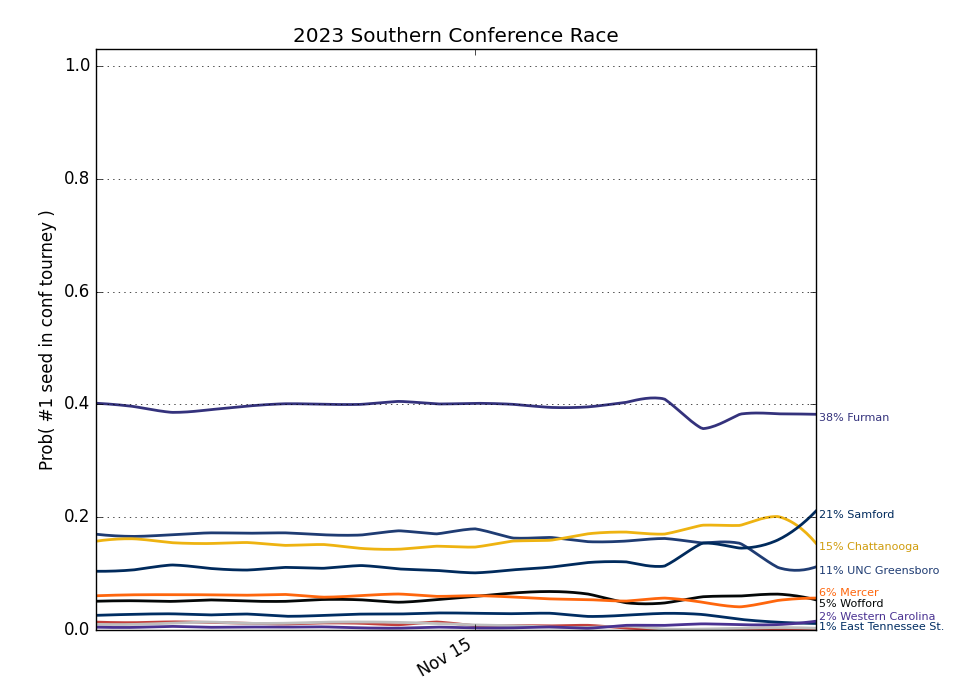 2023 Southern Conference Race
Prob( #1 seed in conf tourney )
1.0
0.8
0.6
0.4
0.2
0.0
Nov 15
38% Furman
21% Samford
15% Chattanooga
11% UNC Greensboro
6% Mercer
5% Wofford
2% Western Carolina
1% East Tennessee St.